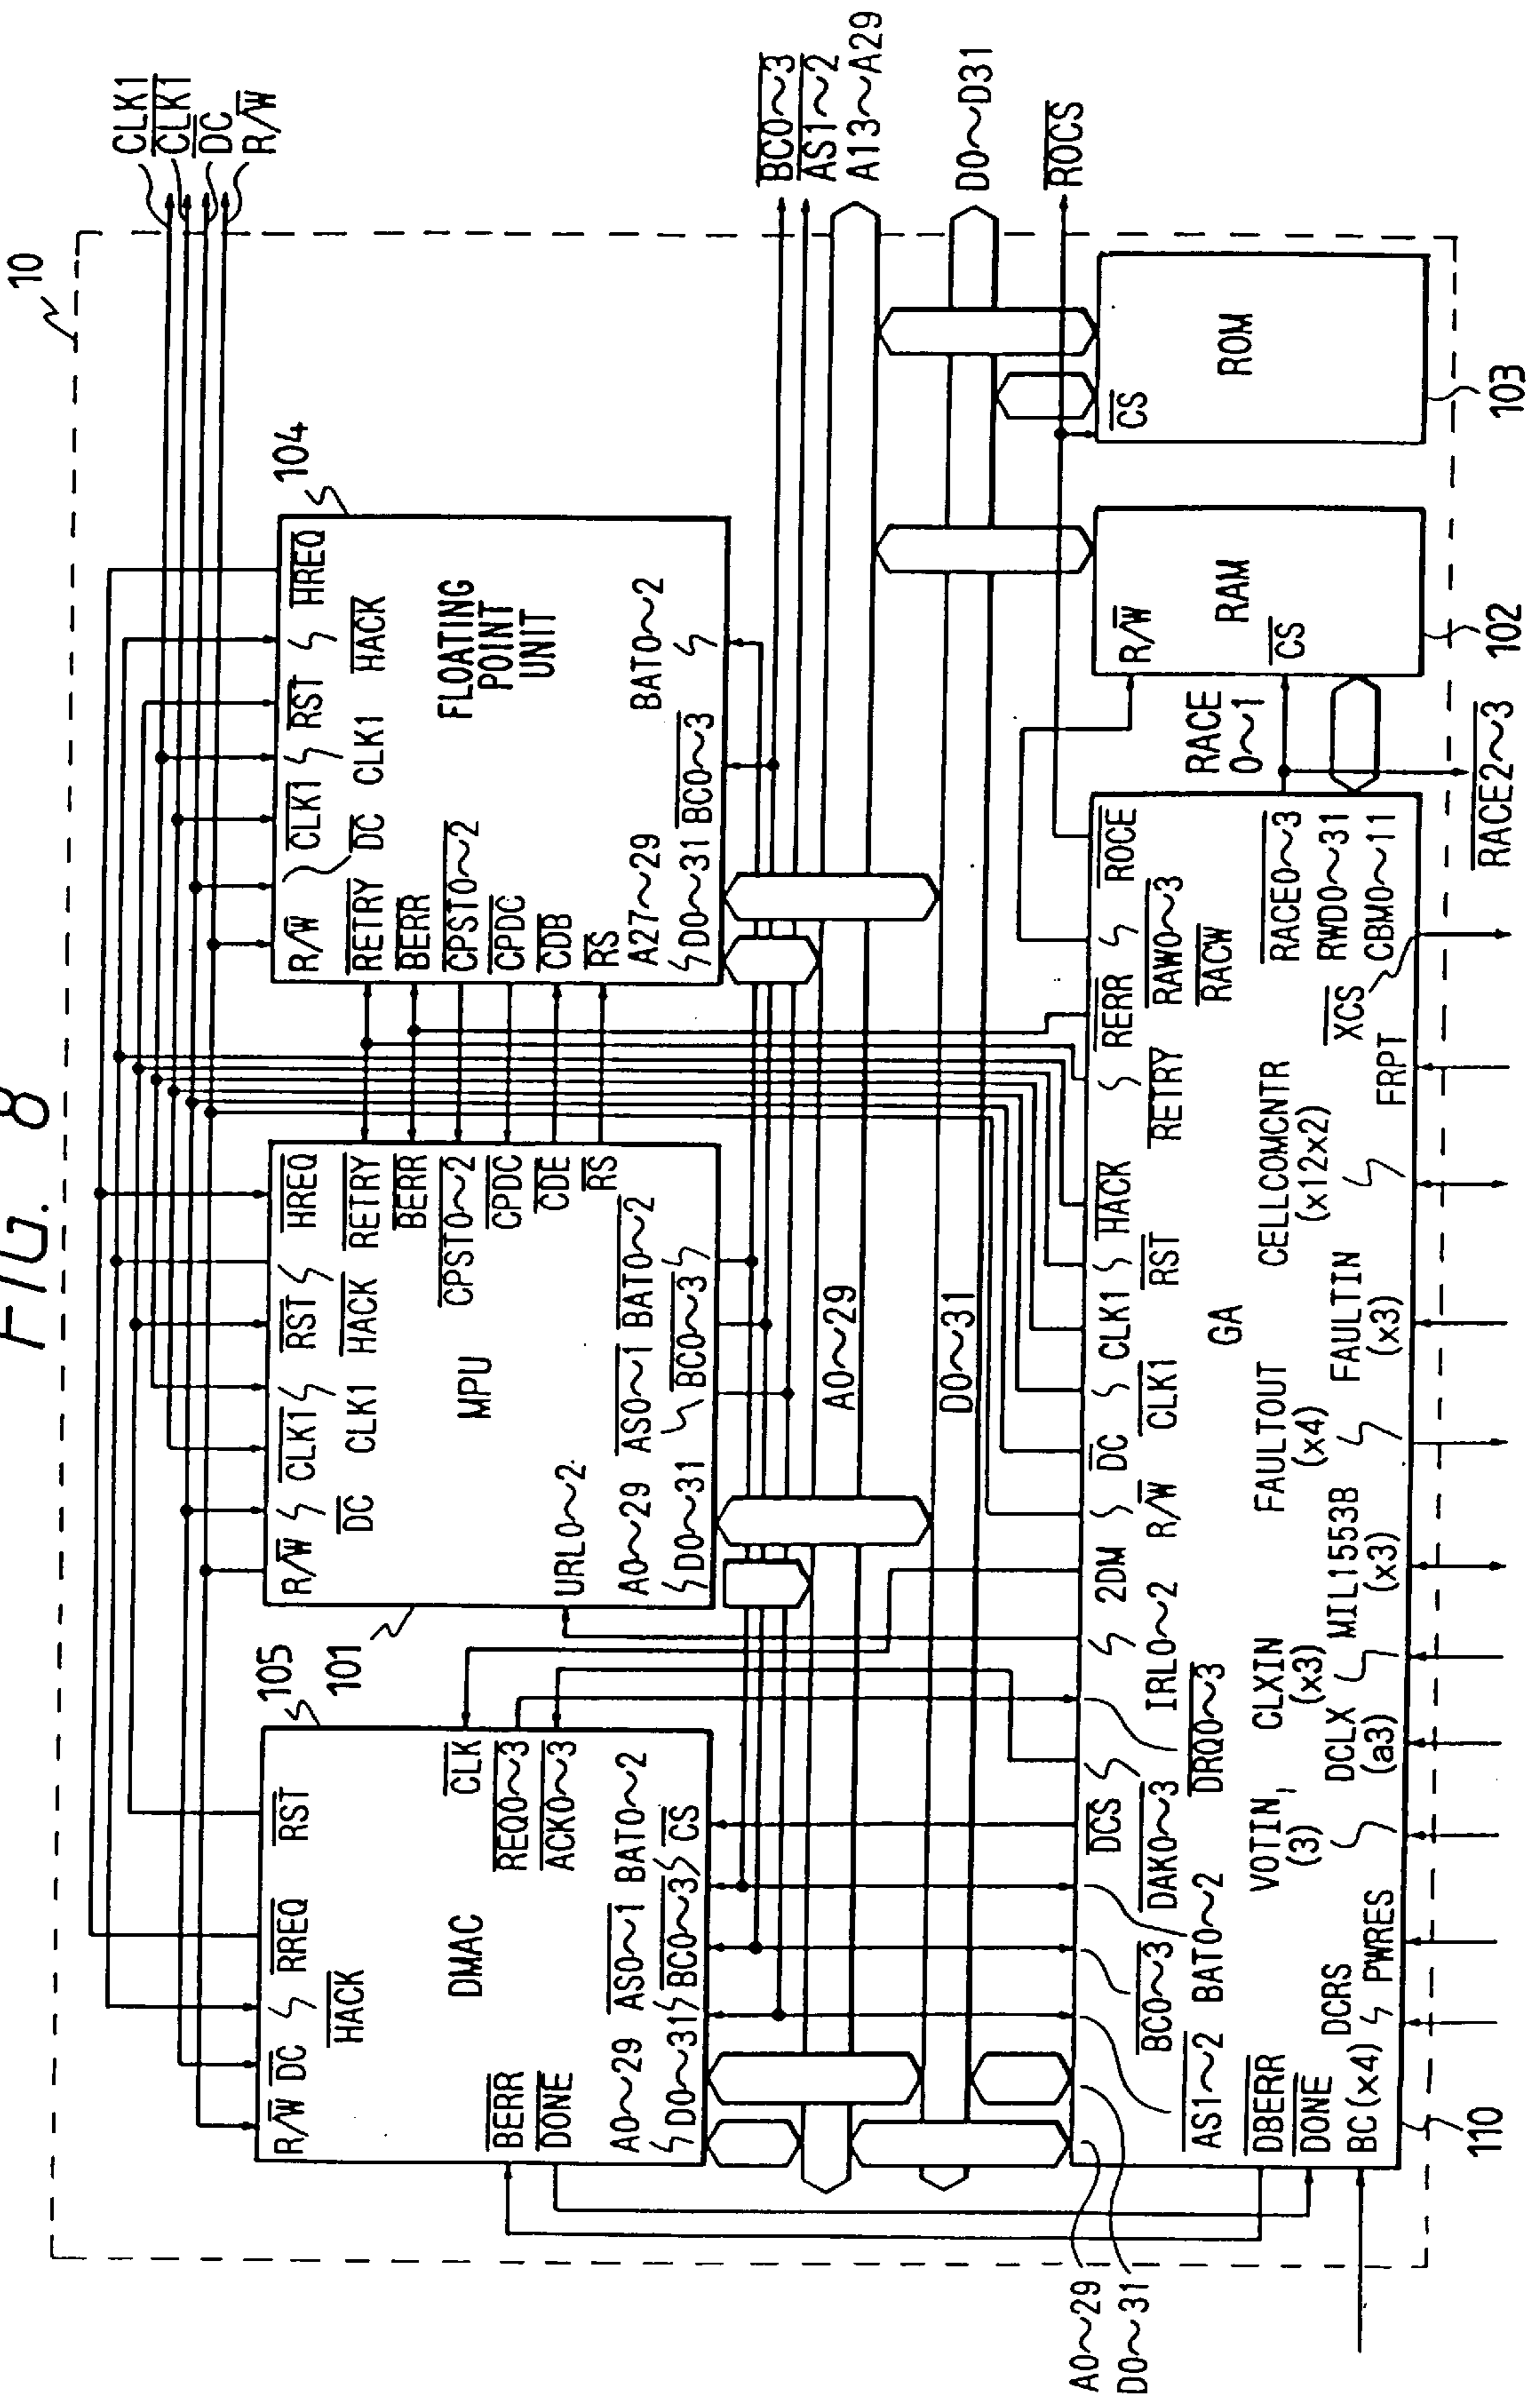 FIG. 8
10
CLK1
CLK1
DC
R/W
BC0~3
AS1~2
A13~A29
D0~D31
ROCS
105
101
104
R/W
DC
HACK
RREQ
RST
BERR
DONE
DMAC
CLK
REQ0~3
ACK0~3
A0~29
AS0~1
BAT0~2
D0~31
BC0~3
CS
R/W
DC
CLK1
CLK1
RST
HACK
HREQ
MPU
RETRY
BERR
CPST0~2
CPDC
CDE
RS
URL0~2
A0~29
AS0~1
BAT0~2
D0~31
BC0~3
R/W
DC
CLK1
CLK1
RST
HACK
HREQ
RETRY
BERR
CPST0~2
CPDC
CDB
RS
FLOATING
POINT
UNIT
A27~29
D0~31
BC0~3
BAT0~2
A0~29
D0~31
A0~29
D0~31
AS1~2
BC0~3
BAT0~2
DAK0~3
DCS
DRQ0~3
IRL0~2
2DM
R/W
DC
CLK1
CLK1
RST
HACK
RETRY
RERR
RAW0~3
RACW
ROCE
DBERR
DONE
BC(x4)
DCRS
PWRES
VOTIN
(3)
DCLX
(a3)
CLXIN
(x3)
MIL1553B
(x3)
FAULTOUT
(x4)
FAULTIN
(x3)
GA
CELLCOMCNTR
(x12x2)
FRPT
XCS
RACE0~3
RWD0~31
CBM0~11
110
RACE
0~1
RACE2~3
R/W
RAM
CS
102
CS
ROM
103